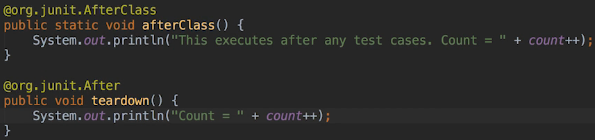 @org.junit.AfterClass
public static void afterClass() {
    System.out.println("This executes after any test cases. Count = " + count++);
}
@org.junit.After
public void teardown() {
    System.out.println("Count = " + count++);
}